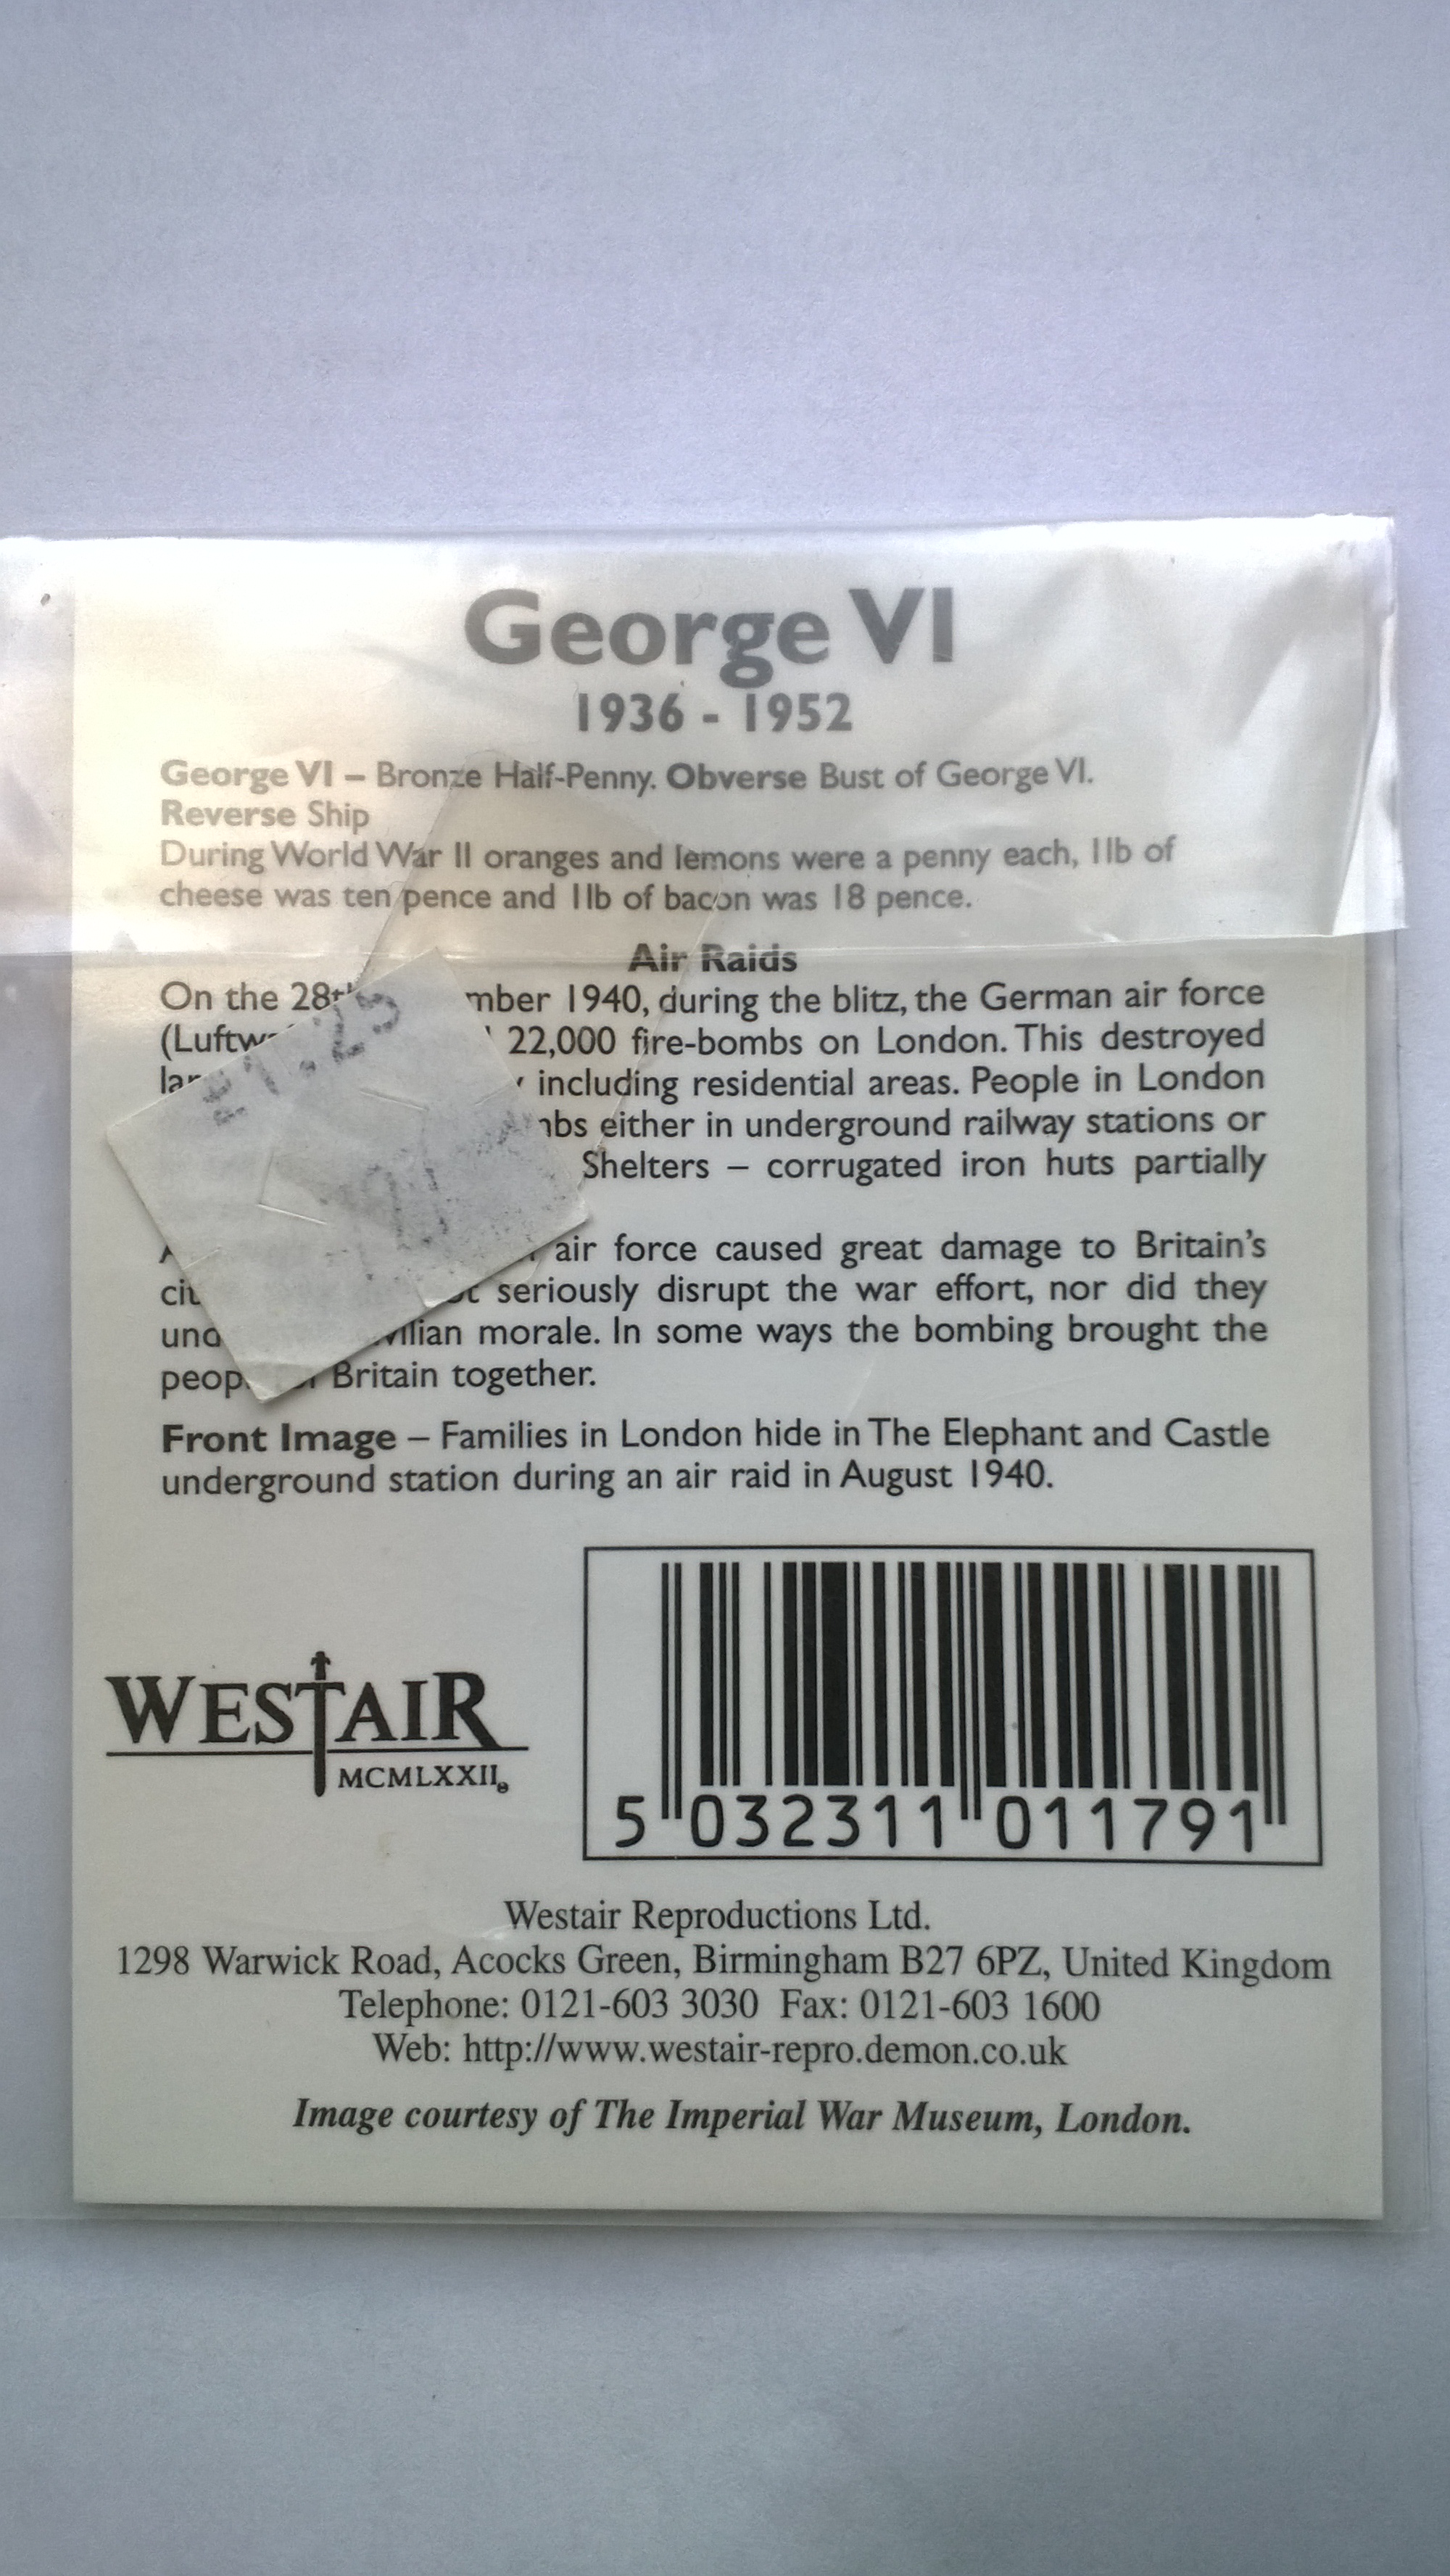 George VI
1936 - 1952
George VI – Bronze Half-Penny. Obverse Bust of George VI.
Reverse Ship
During World War II oranges and lemons were a penny each, 1lb of
cheese was ten pence and 1lb of bacon was 18 pence.
Air Raids
On the 1940, during the blitz, the German air force
22,000 fire-bombs on London. This destroyed
including residential areas. People in London
either in underground railway stations or
Shelters – corrugated iron huts partially
air force caused great damage to Britain's
seriously disrupt the war effort, nor did they
morale. In some ways the bombing brought the
Britain together.
Front Image – Families in London hide in The Elephant and Castle
underground station during an air raid in August 1940.
£1.25
WESTAIR
MCMLXXII
5 032311 011791
Westair Reproductions Ltd.
1298 Warwick Road, Acocks Green, Birmingham B27 6PZ, United Kingdom
Telephone: 0121-603 3030 Fax: 0121-603 1600
Web: http://www.westair-repro.demon.co.uk
Image courtesy of The Imperial War Museum, London.